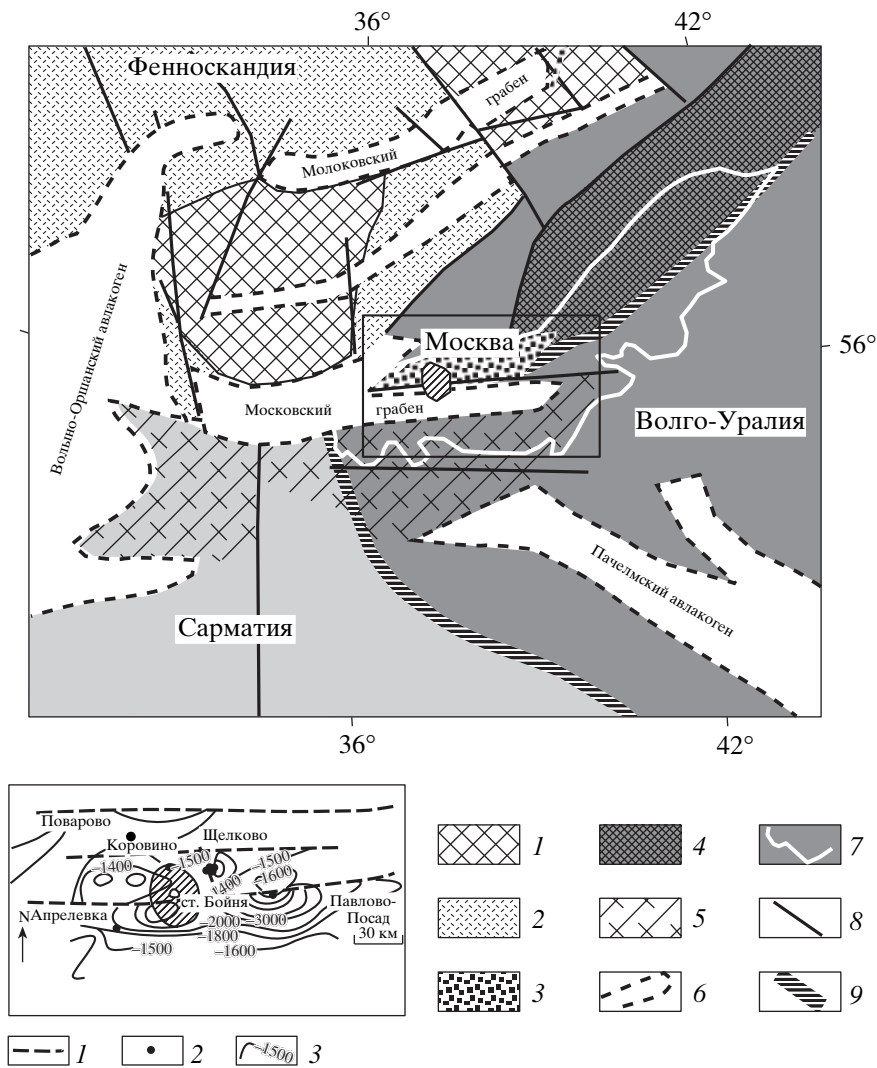 36°
42°
Фенноскандия
грабен
Молоковский
Волыно-Оршанский авлакоген
Москва
56°
Московский
грабен
Волго-Уралия
Пачелмский авлакоген
Сарматия
36°
42°
Поварово
Щелково
Коровино
–1400
–1500
–1500
1400
–1600
ст. Бойня
Павлово-
Посад
N
Апрелевка
–2000
–3000
–1800
30 км
–1500
–1600
1
2
3
1
4
7
2
5
8
3
6
9
–1500